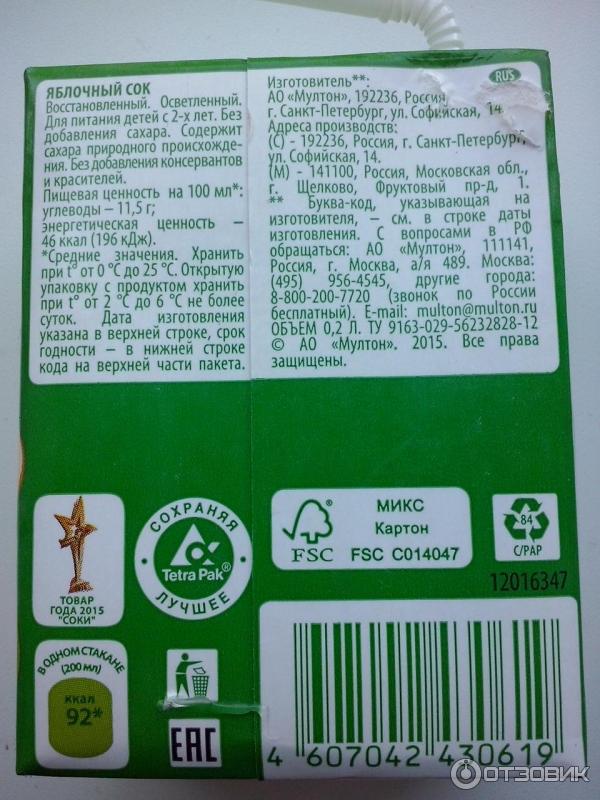 ЯБЛОЧНЫЙ СОК
Восстановленный. Осветленный.
Для питания детей с 2-х лет. Без
добавления сахара. Содержит
сахара природного происхожде-
ния. Без добавления консервантов
и красителей.
Пищевая ценность на 100 мл*:
углеводы – 11,5 г;
энергетическая ценность –
46 ккал (196 кДж).
*Средние значения. Хранить
при t° от 0 °C до 25 °C. Открытую
упаковку с продуктом хранить
при t° от 2 °C до 6 °C не более
суток. Дата изготовления
указана в верхней строке, срок
годности – в нижней строке
кода на верхней части пакета.
Изготовитель**:
RUS
АО «Мултон», 192236, Россия,
г. Санкт-Петербург, ул. Софийская, 14.
Адреса производств:
(С) - 192236, Россия, г. Санкт-Петербург,
ул. Софийская, 14.
(М) - 141100, Россия, Московская обл.,
г. Щелково, Фруктовый пр-д, 1.
** Буква-код, указывающая на
изготовителя, – см. в строке даты
изготовления. С вопросами в РФ
обращаться: АО «Мултон», 111141,
Россия, г. Москва, а/я 489. Москва:
(495) 956-4545, другие города:
8-800-200-7720 (звонок по России
бесплатный). E-mail: multon@multon.ru
ОБЪЕМ 0,2 Л. ТУ 9163-029-56232828-12
© АО «Мултон». 2015. Все права
защищены.
ТОВАР
ГОДА 2015
"СОКИ"
СОХРАНЯЯ
Tetra Pak®
ЛУЧШЕЕ
FSC
МИКС
Картон
FSC C014047
84
C/PAP
12016347
В ОДНОМ СТАКАНЕ
(200 мл)
ккал
92*
EAC
4 607042 430619
ОТЗОВИК